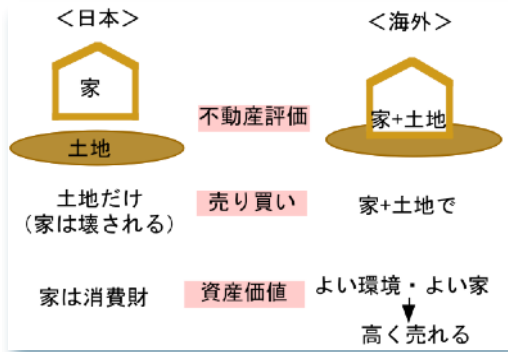 ＜日本＞
＜海外＞
家
土地
不動産評価
家+土地
土地だけ
（家は壊される）
売り買い
家+土地で
家は消費財
資産価値
よい環境・よい家
高く売れる